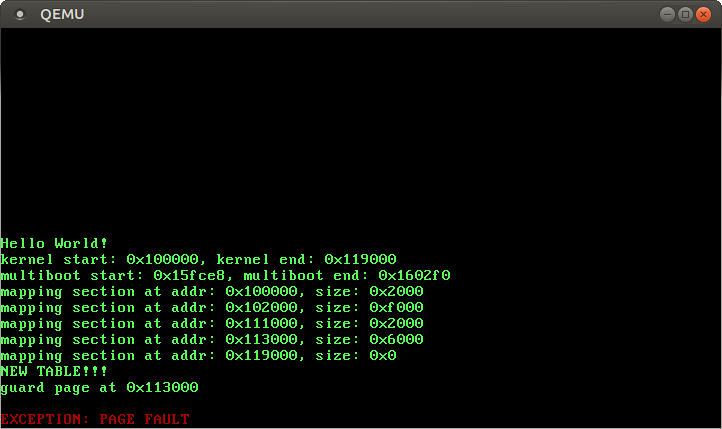 QEMU
Hello World!
kernel start: 0x100000, kernel end: 0x119000
multiboot start: 0x15fce8, multiboot end: 0x1602f0
mapping section at addr: 0x100000, size: 0x2000
mapping section at addr: 0x102000, size: 0xf000
mapping section at addr: 0x111000, size: 0x2000
mapping section at addr: 0x113000, size: 0x6000
mapping section at addr: 0x119000, size: 0x0
NEW TABLE!!!
guard page at 0x113000
EXCEPTION: PAGE FAULT